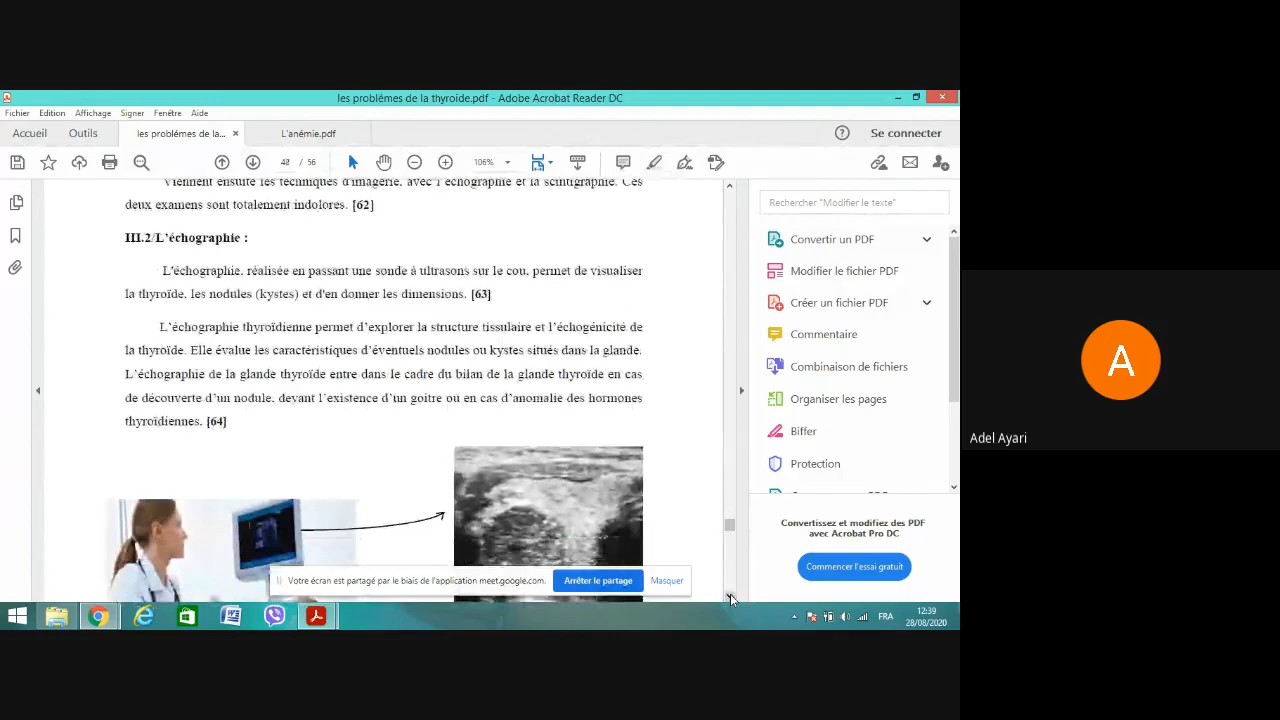 les problémes de la thyroide.pdf - Adobe Acrobat Reader DC
Fichier Edition Affichage Signer Fenêtre Aide
Accueil Outils les problémes de la... × L'anémie.pdf Se connecter
48 / 56 106%
Viennent ensuite les techniques d'imagerie, avec l'échographie et la scintigraphie. Ces
deux examens sont totalement indolores. [62]
III.2/L'échographie :
L'échographie, réalisée en passant une sonde à ultrasons sur le cou, permet de visualiser
la thyroïde, les nodules (kystes) et d'en donner les dimensions. [63]
L'échographie thyroïdienne permet d'explorer la structure tissulaire et l'échogénicité de
la thyroïde. Elle évalue les caractéristiques d'éventuels nodules ou kystes situés dans la glande.
L'échographie de la glande thyroïde entre dans le cadre du bilan de la glande thyroïde en cas
de découverte d'un nodule, devant l'existence d'un goitre ou en cas d'anomalie des hormones
thyroïdiennes. [64]
Rechercher "Modifier le texte"
Convertir un PDF
Modifier le fichier PDF
Créer un fichier PDF
Commentaire
Combinaison de fichiers
Organiser les pages
Biffer
Protection
Convertissez et modifiez des PDF
avec Acrobat Pro DC
Commencer l'essai gratuit
Votre écran est partagé par le biais de l'application meet.google.com.
Arrêter le partage
Masquer
FRA
12:39
28/08/2020
A
Adel Ayari